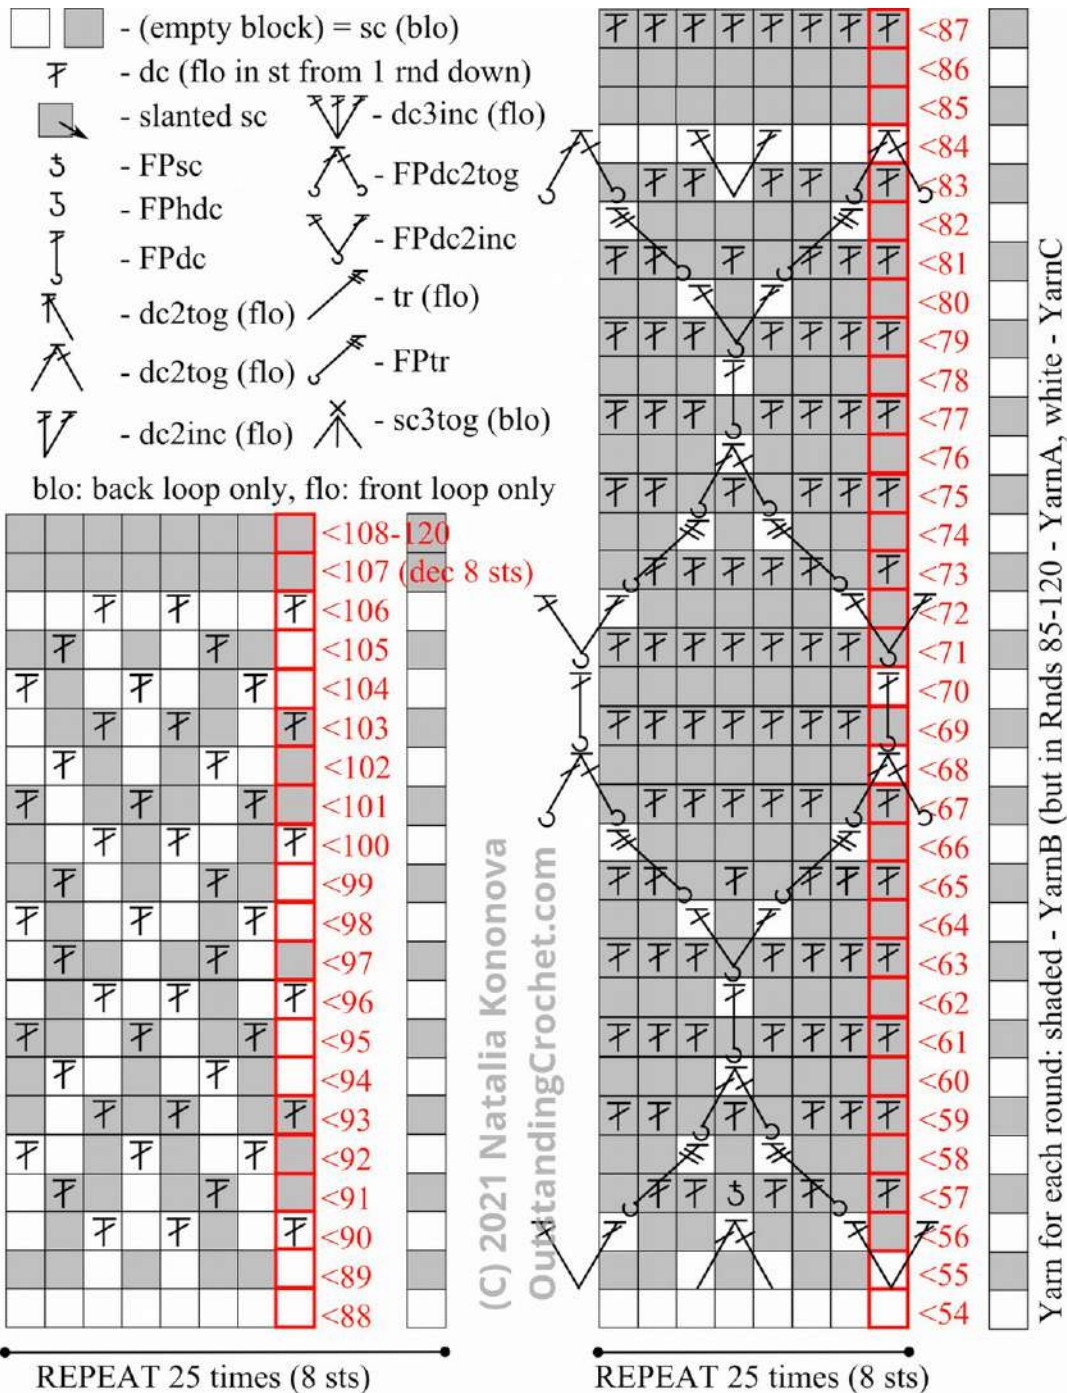 - (empty block) = sc (blo)
- dc (flo in st from 1 rnd down)
- slanted sc
- FPsc
- FPhdc
- FPdc
- dc2tog (flo)
- dc2tog (flo)
- dc2inc (flo)
- dc3inc (flo)
- FPdc2tog
- FPdc2inc
- tr (flo)
- FPtr
- sc3tog (blo)
blo: back loop only, flo: front loop only
<108-120
<107 (dec 8 sts)
<106
<105
<104
<103
<102
<101
<100
<99
<98
<97
<96
<95
<94
<93
<92
<91
<90
<89
<88
REPEAT 25 times (8 sts)
(C) 2021 Natalia Kononova
OutstandingCrochet.com
<87
<86
<85
<84
<83
<82
<81
<80
<79
<78
<77
<76
<75
<74
<73
<72
<71
<70
<69
<68
<67
<66
<65
<64
<63
<62
<61
<60
<59
<58
<57
<56
<55
<54
REPEAT 25 times (8 sts)
Yarn for each round: shaded - YarnB (but in Rnds 85-120 - YarnA, white - YarnC